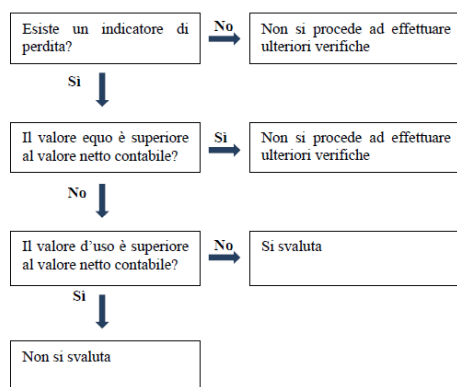 Esiste un indicatore di
perdita?
No
Non si procede ad effettuare
ulteriori verifiche
Sì
Il valore equo è superiore
al valore netto contabile?
Sì
Non si procede ad effettuare
ulteriori verifiche
No
Il valore d’uso è superiore
al valore netto contabile?
No
Si svaluta
Sì
Non si svaluta